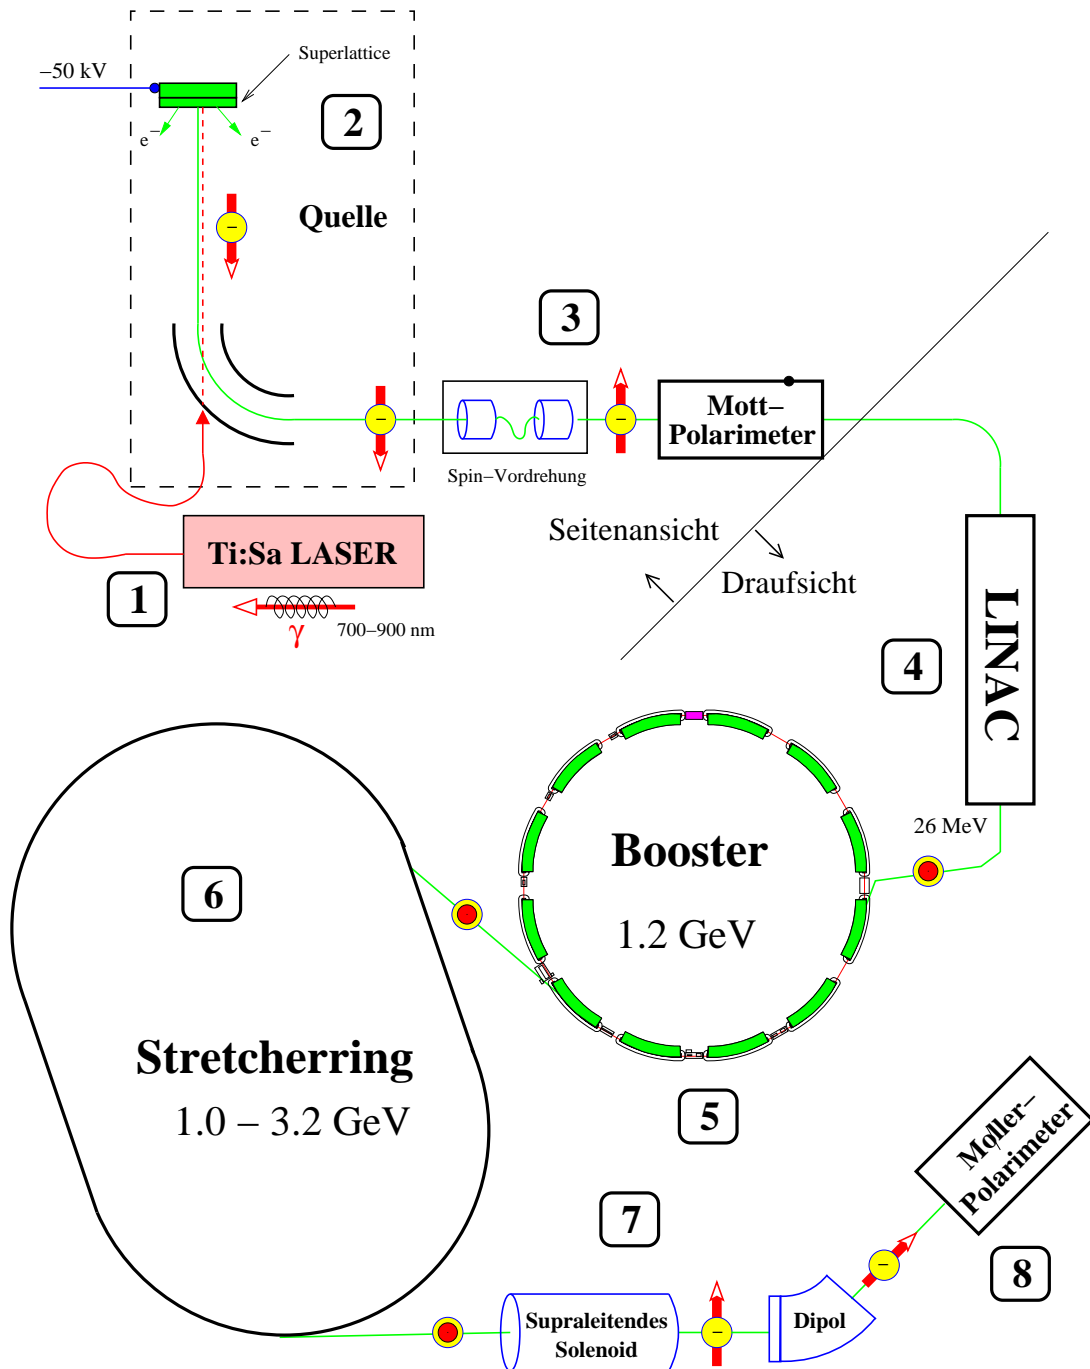 −50 kV
Superlattice
2
e−
e−
Quelle
3
Mott−
Polarimeter
Spin−Vordrehung
Seitenansicht
Draufsicht
Ti:Sa LASER
1
γ
700−900 nm
LINAC
4
26 MeV
Booster
1.2 GeV
6
Stretcherring
1.0 − 3.2 GeV
5
Møller−
Polarimeter
7
8
Supraleitendes
Solenoid
−
Dipol
−
−
−
−